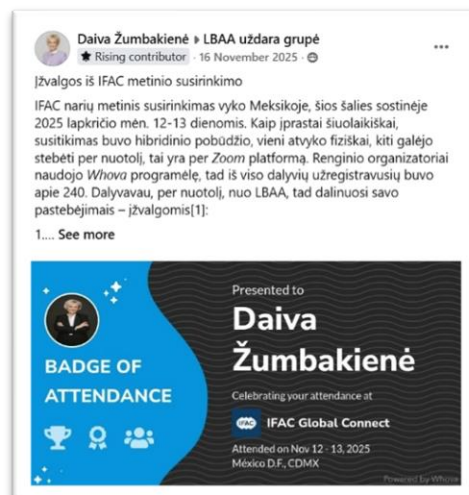 Daiva Žumbakienė ▸ LBAA uždara grupė
Rising contributor · 16 November 2025 ·
Įžvalgos iš IFAC metinio susirinkimo
IFAC narių metinis susirinkimas vyko Meksikoje, šios šalies sostinėje
2025 lapkričio mėn. 12-13 dienomis. Kaip įprastai šiuolaikiškai,
susitikimas buvo hibridinio pobūdžio, vieni atvyko fiziškai, kiti galėjo
stebėti per nuotolį, tai yra per Zoom platformą. Renginio organizatoriai
naudojo Whova programėlę, tad iš viso dalyvių užregistravusių buvo
apie 240. Dalyvavau, per nuotolį, nuo LBAA, tad dalinuosi savo
pastebėjimais – įžvalgomis[1]:
1.... See more
BADGE OF
ATTENDANCE
Presented to
Daiva
Žumbakienė
Celebrating your attendance at
IFAC
IFAC Global Connect
Attended on Nov 12 - 13, 2025
México D.F., CDMX
Powered by Whova